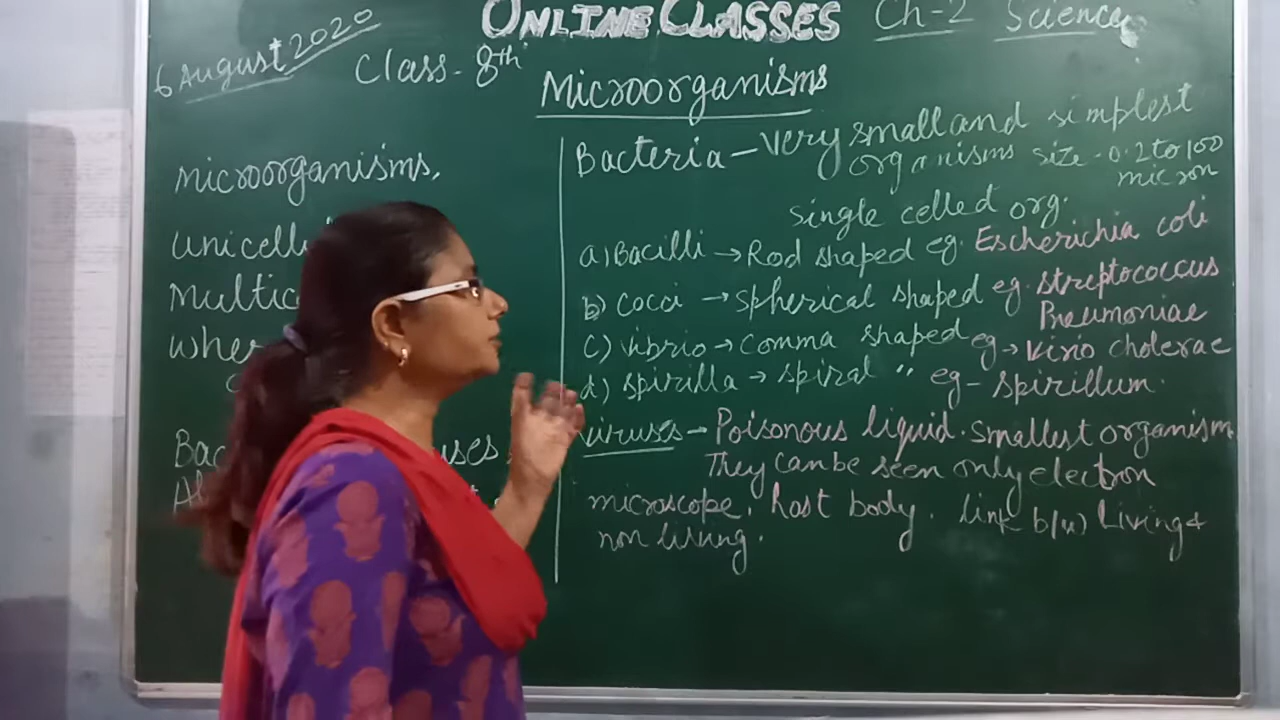 ONLINE CLASSES Ch-2 Science
6 August 2020
Class- 8th
Microorganisms
microorganisms,
unicellu
Multic
wher
Bac uses
Al
Bacteria - Very small and simplest
organisms size - 0.2 to 100
micron
single celled org.
a) Bacilli → Rod shaped eg. Escherichia coli
b) Cocci → spherical shaped eg. streptococcus
Pneumoniae
c) vibrio → comma shaped eg → Virio cholerae
d) spirilla → spiral " eg - spirillum.
viruses - Poisonous liquid. smallest organism
They can be seen only electron
microscope. host body. link b/w) Living &
non living.